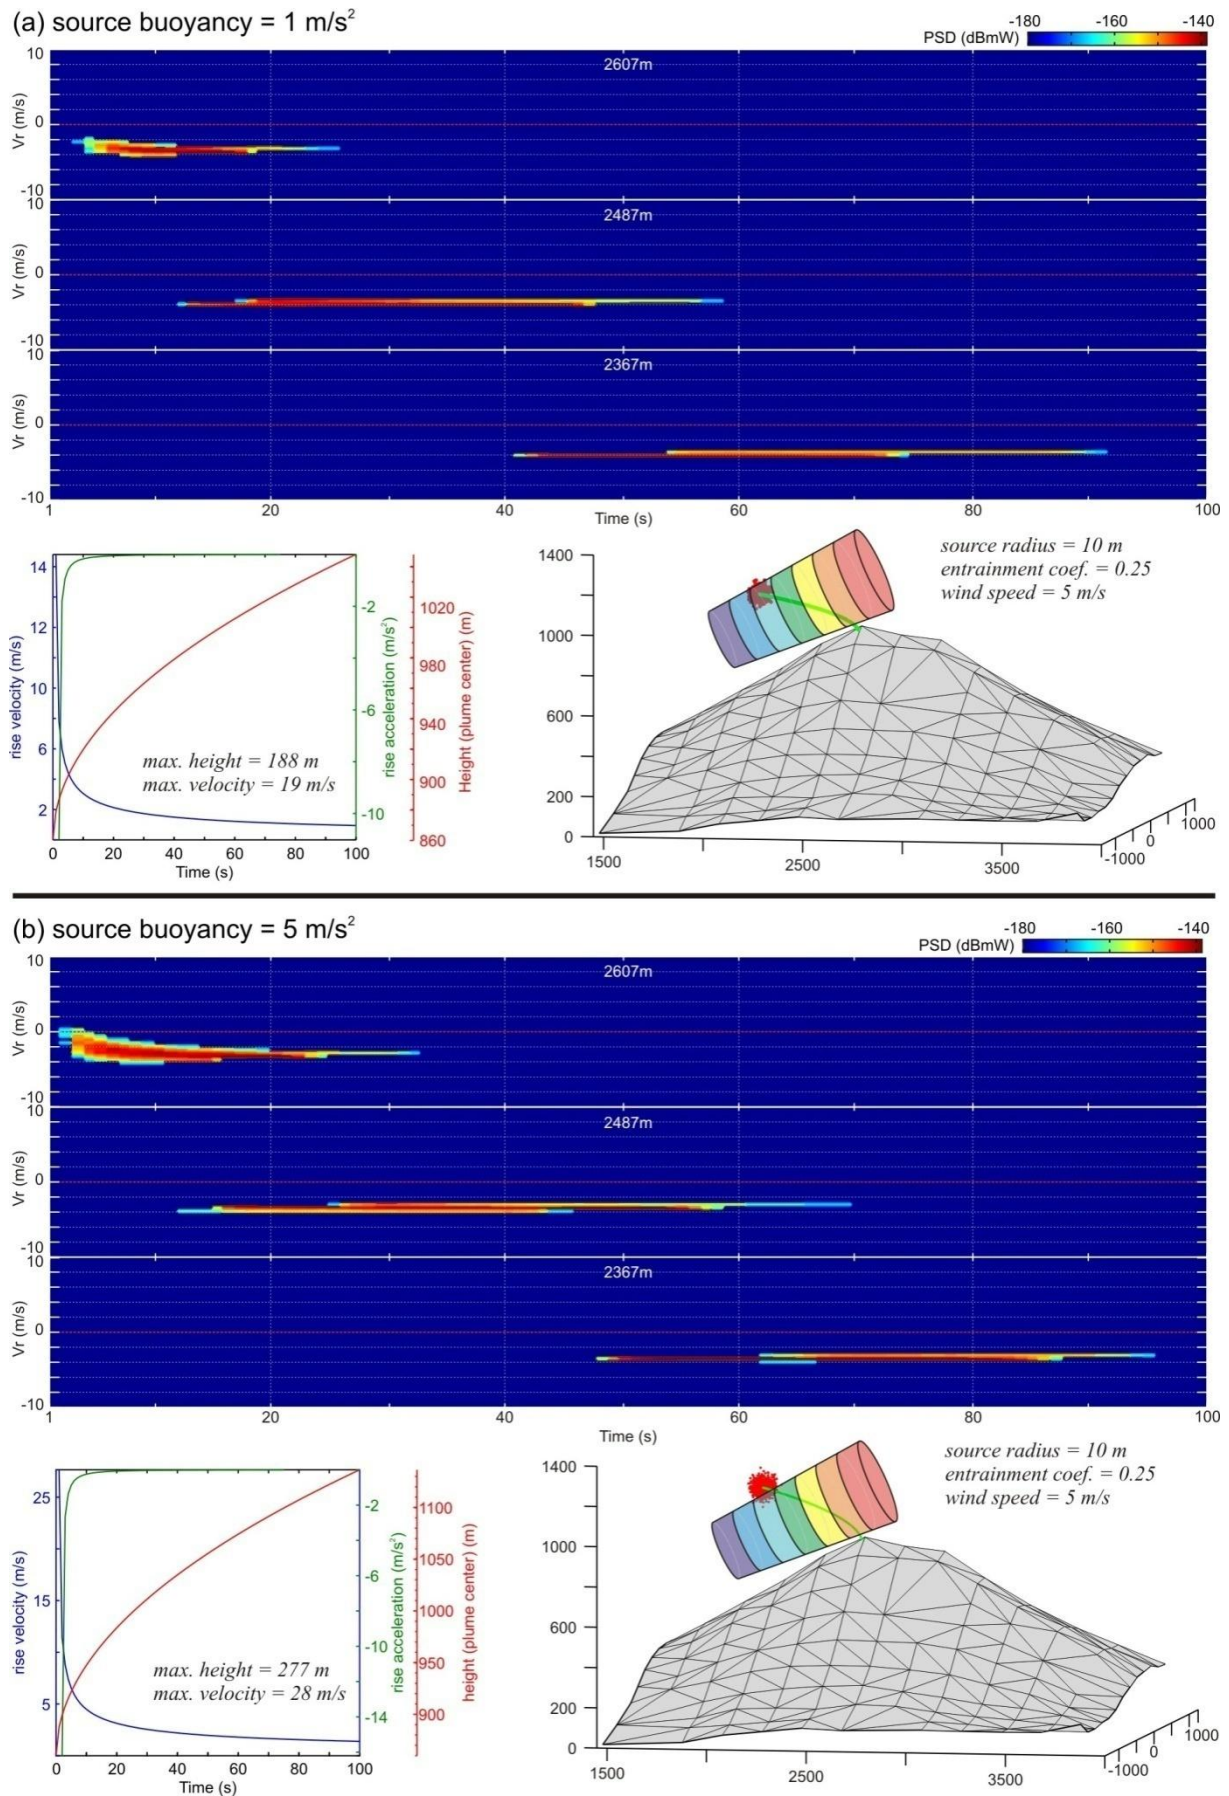 (a) source buoyancy = 1 m/s²
-180 -160 -140
PSD (dBmW)
10
0
-10
Vr (m/s)
2607m
10
0
-10
Vr (m/s)
2487m
10
0
-10
Vr (m/s)
2367m
1 20 40 60 80 100
Time (s)
14
12
10
8
6
4
2
rise velocity (m/s)
0 20 40 60 80 100
Time (s)
max. height = 188 m
max. velocity = 19 m/s
-2
-6
-10
rise acceleration (m/s²)
1020
980
940
900
860
Height (plume center) (m)
1400
1000
600
200
0
1500 2500 3500
-1000 0 1000
source radius = 10 m
entrainment coef. = 0.25
wind speed = 5 m/s
(b) source buoyancy = 5 m/s²
-180 -160 -140
PSD (dBmW)
10
0
-10
Vr (m/s)
2607m
10
0
-10
Vr (m/s)
2487m
10
0
-10
Vr (m/s)
2367m
1 20 40 60 80 100
Time (s)
25
15
5
rise velocity (m/s)
0 20 40 60 80 100
Time (s)
max. height = 277 m
max. velocity = 28 m/s
-2
-6
-10
-14
rise acceleration (m/s²)
1100
1050
1000
950
900
height (plume center) (m)
1400
1000
600
200
0
1500 2500 3500
-1000 0 1000
source radius = 10 m
entrainment coef. = 0.25
wind speed = 5 m/s